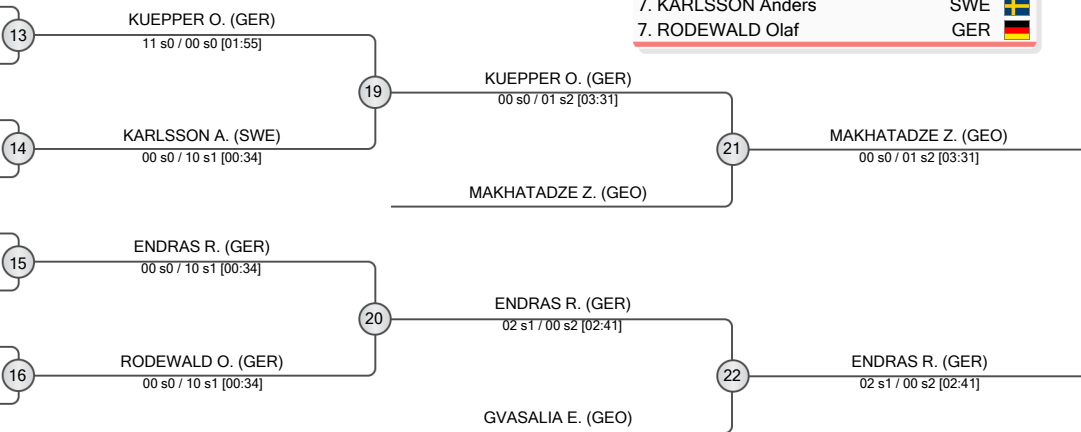 7. KARLSSON Anders SWE
7. RODEWALD Olaf GER
KUEPPER O. (GER)
13
11 s0 / 00 s0 [01:55]
KUEPPER O. (GER)
19
00 s0 / 01 s2 [03:31]
KARLSSON A. (SWE)
14
00 s0 / 10 s1 [00:34]
MAKHATADZE Z. (GEO)
21
00 s0 / 01 s2 [03:31]
MAKHATADZE Z. (GEO)
ENDRAS R. (GER)
15
00 s0 / 10 s1 [00:34]
ENDRAS R. (GER)
20
02 s1 / 00 s2 [02:41]
RODEWALD O. (GER)
16
00 s0 / 10 s1 [00:34]
ENDRAS R. (GER)
22
02 s1 / 00 s2 [02:41]
GVASALIA E. (GEO)